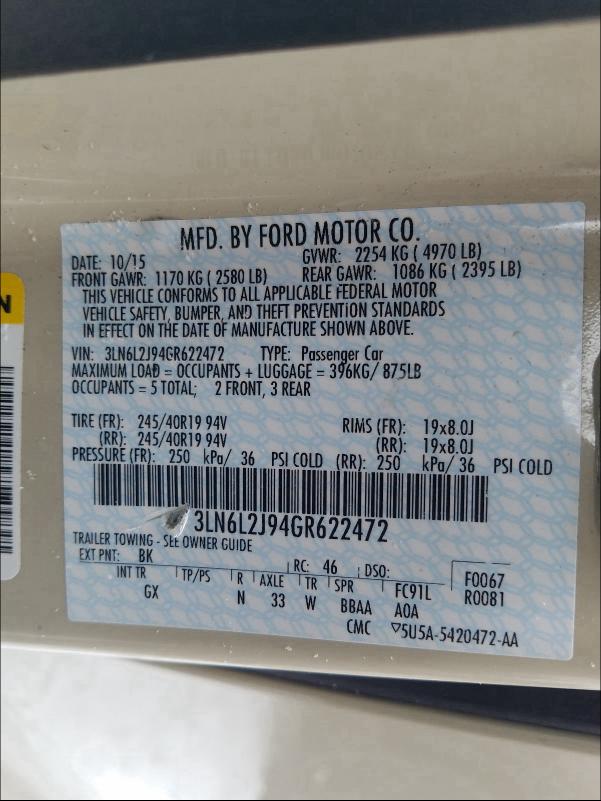 MFD. BY FORD MOTOR CO.
DATE: 10/15 GVWR: 2254 KG ( 4970 LB)
FRONT GAWR: 1170 KG ( 2580 LB) REAR GAWR: 1086 KG ( 2395 LB)
THIS VEHICLE CONFORMS TO ALL APPLICABLE FEDERAL MOTOR
VEHICLE SAFETY, BUMPER, AND THEFT PREVENTION STANDARDS
IN EFFECT ON THE DATE OF MANUFACTURE SHOWN ABOVE.
VIN: 3LN6L2J94GR622472 TYPE: Passenger Car
MAXIMUM LOAD = OCCUPANTS + LUGGAGE = 396KG/ 875LB
OCCUPANTS = 5 TOTAL; 2 FRONT, 3 REAR
TIRE (FR): 245/40R19 94V RIMS (FR): 19x8.0J
(RR): 245/40R19 94V (RR): 19x8.0J
PRESSURE (FR): 250 kPa/ 36 PSI COLD (RR): 250 kPa/ 36 PSI COLD
3LN6L2J94GR622472
TRAILER TOWING - SEE OWNER GUIDE
EXT PNT: BK RC: 46 DSO: F0067
INT TR TP/PS R AXLE TR SPR FC91L R0081
GX N 33 W BBAA A0A
CMC ▽5U5A-5420472-AA
N